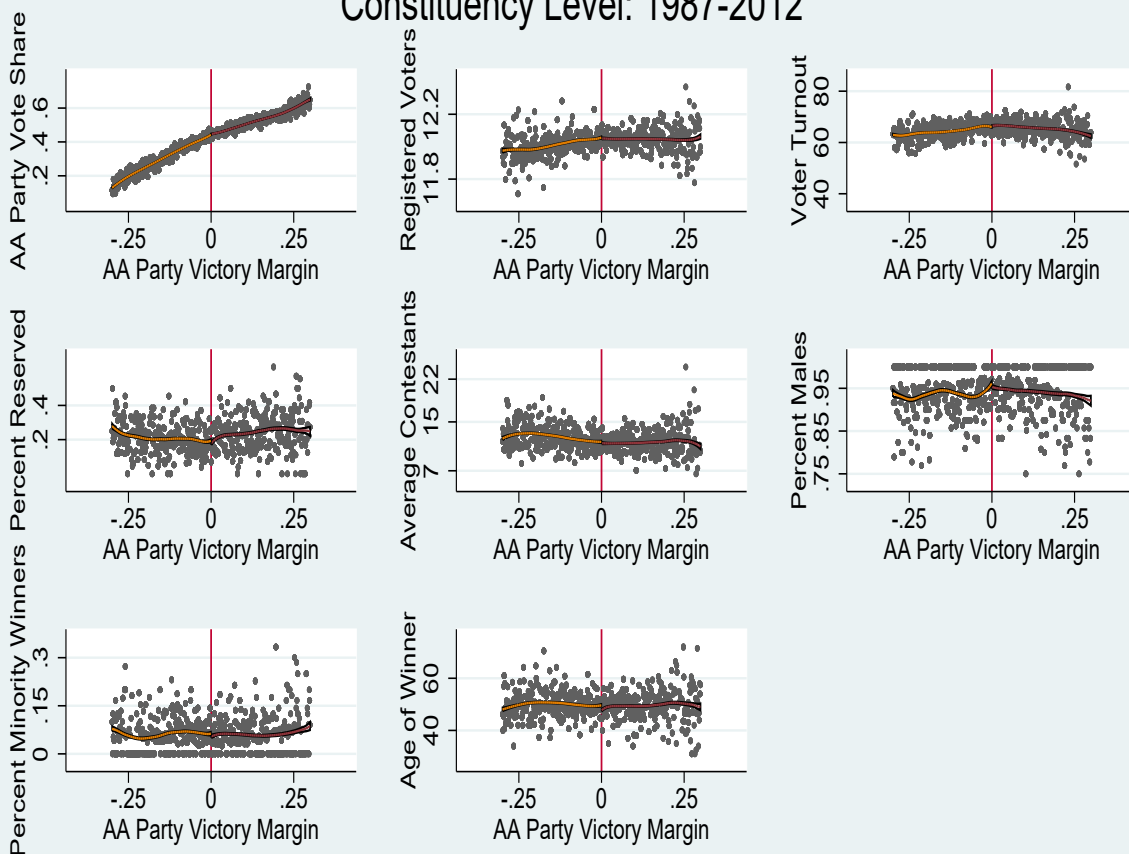 Constituency Level: 1987-2012
AA Party Vote Share
.6
.4
.2
-.25 0 .25
AA Party Victory Margin
Registered Voters
12.2
11.8
-.25 0 .25
AA Party Victory Margin
Voter Turnout
80
60
40
-.25 0 .25
AA Party Victory Margin
Percent Reserved
.4
.2
-.25 0 .25
AA Party Victory Margin
Average Contestants
22
15
7
-.25 0 .25
AA Party Victory Margin
Percent Males
.95
.85
.75
-.25 0 .25
AA Party Victory Margin
Percent Minority Winners
.3
.15
0
-.25 0 .25
AA Party Victory Margin
Age of Winner
60
40
-.25 0 .25
AA Party Victory Margin